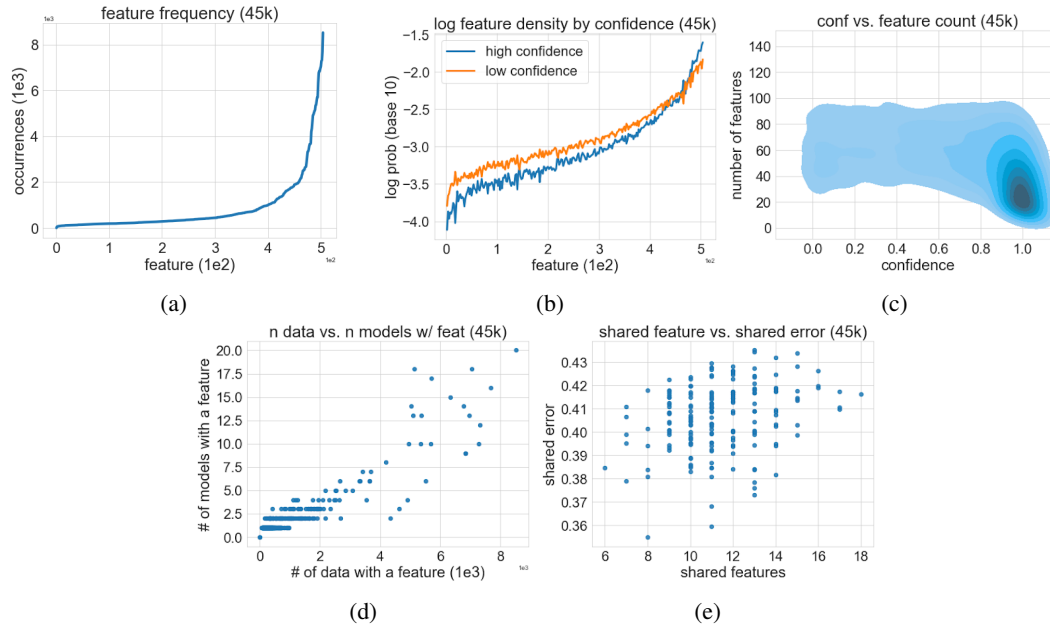 feature frequency (45k)
1e3
occurrences (1e3)
8
6
4
2
0
0 1 2 3 4 5
1e2
feature (1e2)
(a)
log feature density by confidence (45k)
log prob (base 10)
high confidence
low confidence
−1.5
−2.0
−2.5
−3.0
−3.5
−4.0
0 1 2 3 4 5
1e2
feature (1e2)
(b)
conf vs. feature count (45k)
number of features
140
120
100
80
60
40
20
0
0.0 0.2 0.4 0.6 0.8 1.0
confidence
(c)
n data vs. n models w/ feat (45k)
# of models with a feature
20.0
17.5
15.0
12.5
10.0
7.5
5.0
2.5
0.0
0 2 4 6 8
1e3
# of data with a feature (1e3)
(d)
shared feature vs. shared error (45k)
shared error
0.43
0.42
0.41
0.40
0.39
0.38
0.37
0.36
6 8 10 12 14 16 18
shared features
(e)